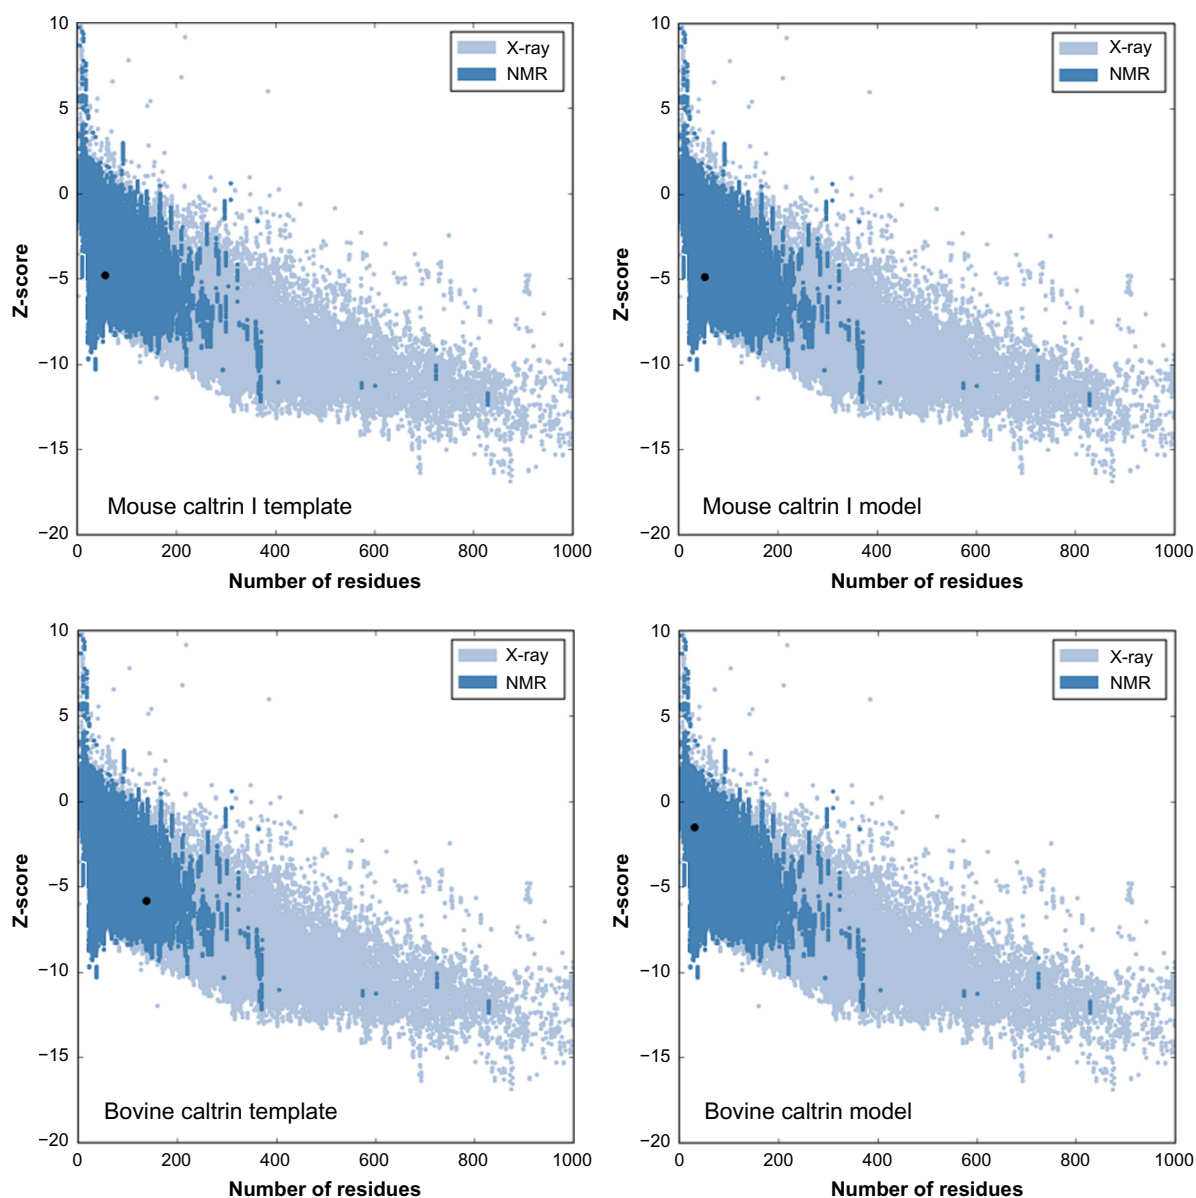 10
5
0
−5
−10
−15
−20
Z-score
X-ray
NMR
Mouse caltrin I template
0 200 400 600 800 1000
Number of residues
10
5
0
−5
−10
−15
−20
Z-score
X-ray
NMR
Mouse caltrin I model
0 200 400 600 800 1000
Number of residues
10
5
0
−5
−10
−15
−20
Z-score
X-ray
NMR
Bovine caltrin template
0 200 400 600 800 1000
Number of residues
10
5
0
−5
−10
−15
−20
Z-score
X-ray
NMR
Bovine caltrin model
0 200 400 600 800 1000
Number of residues